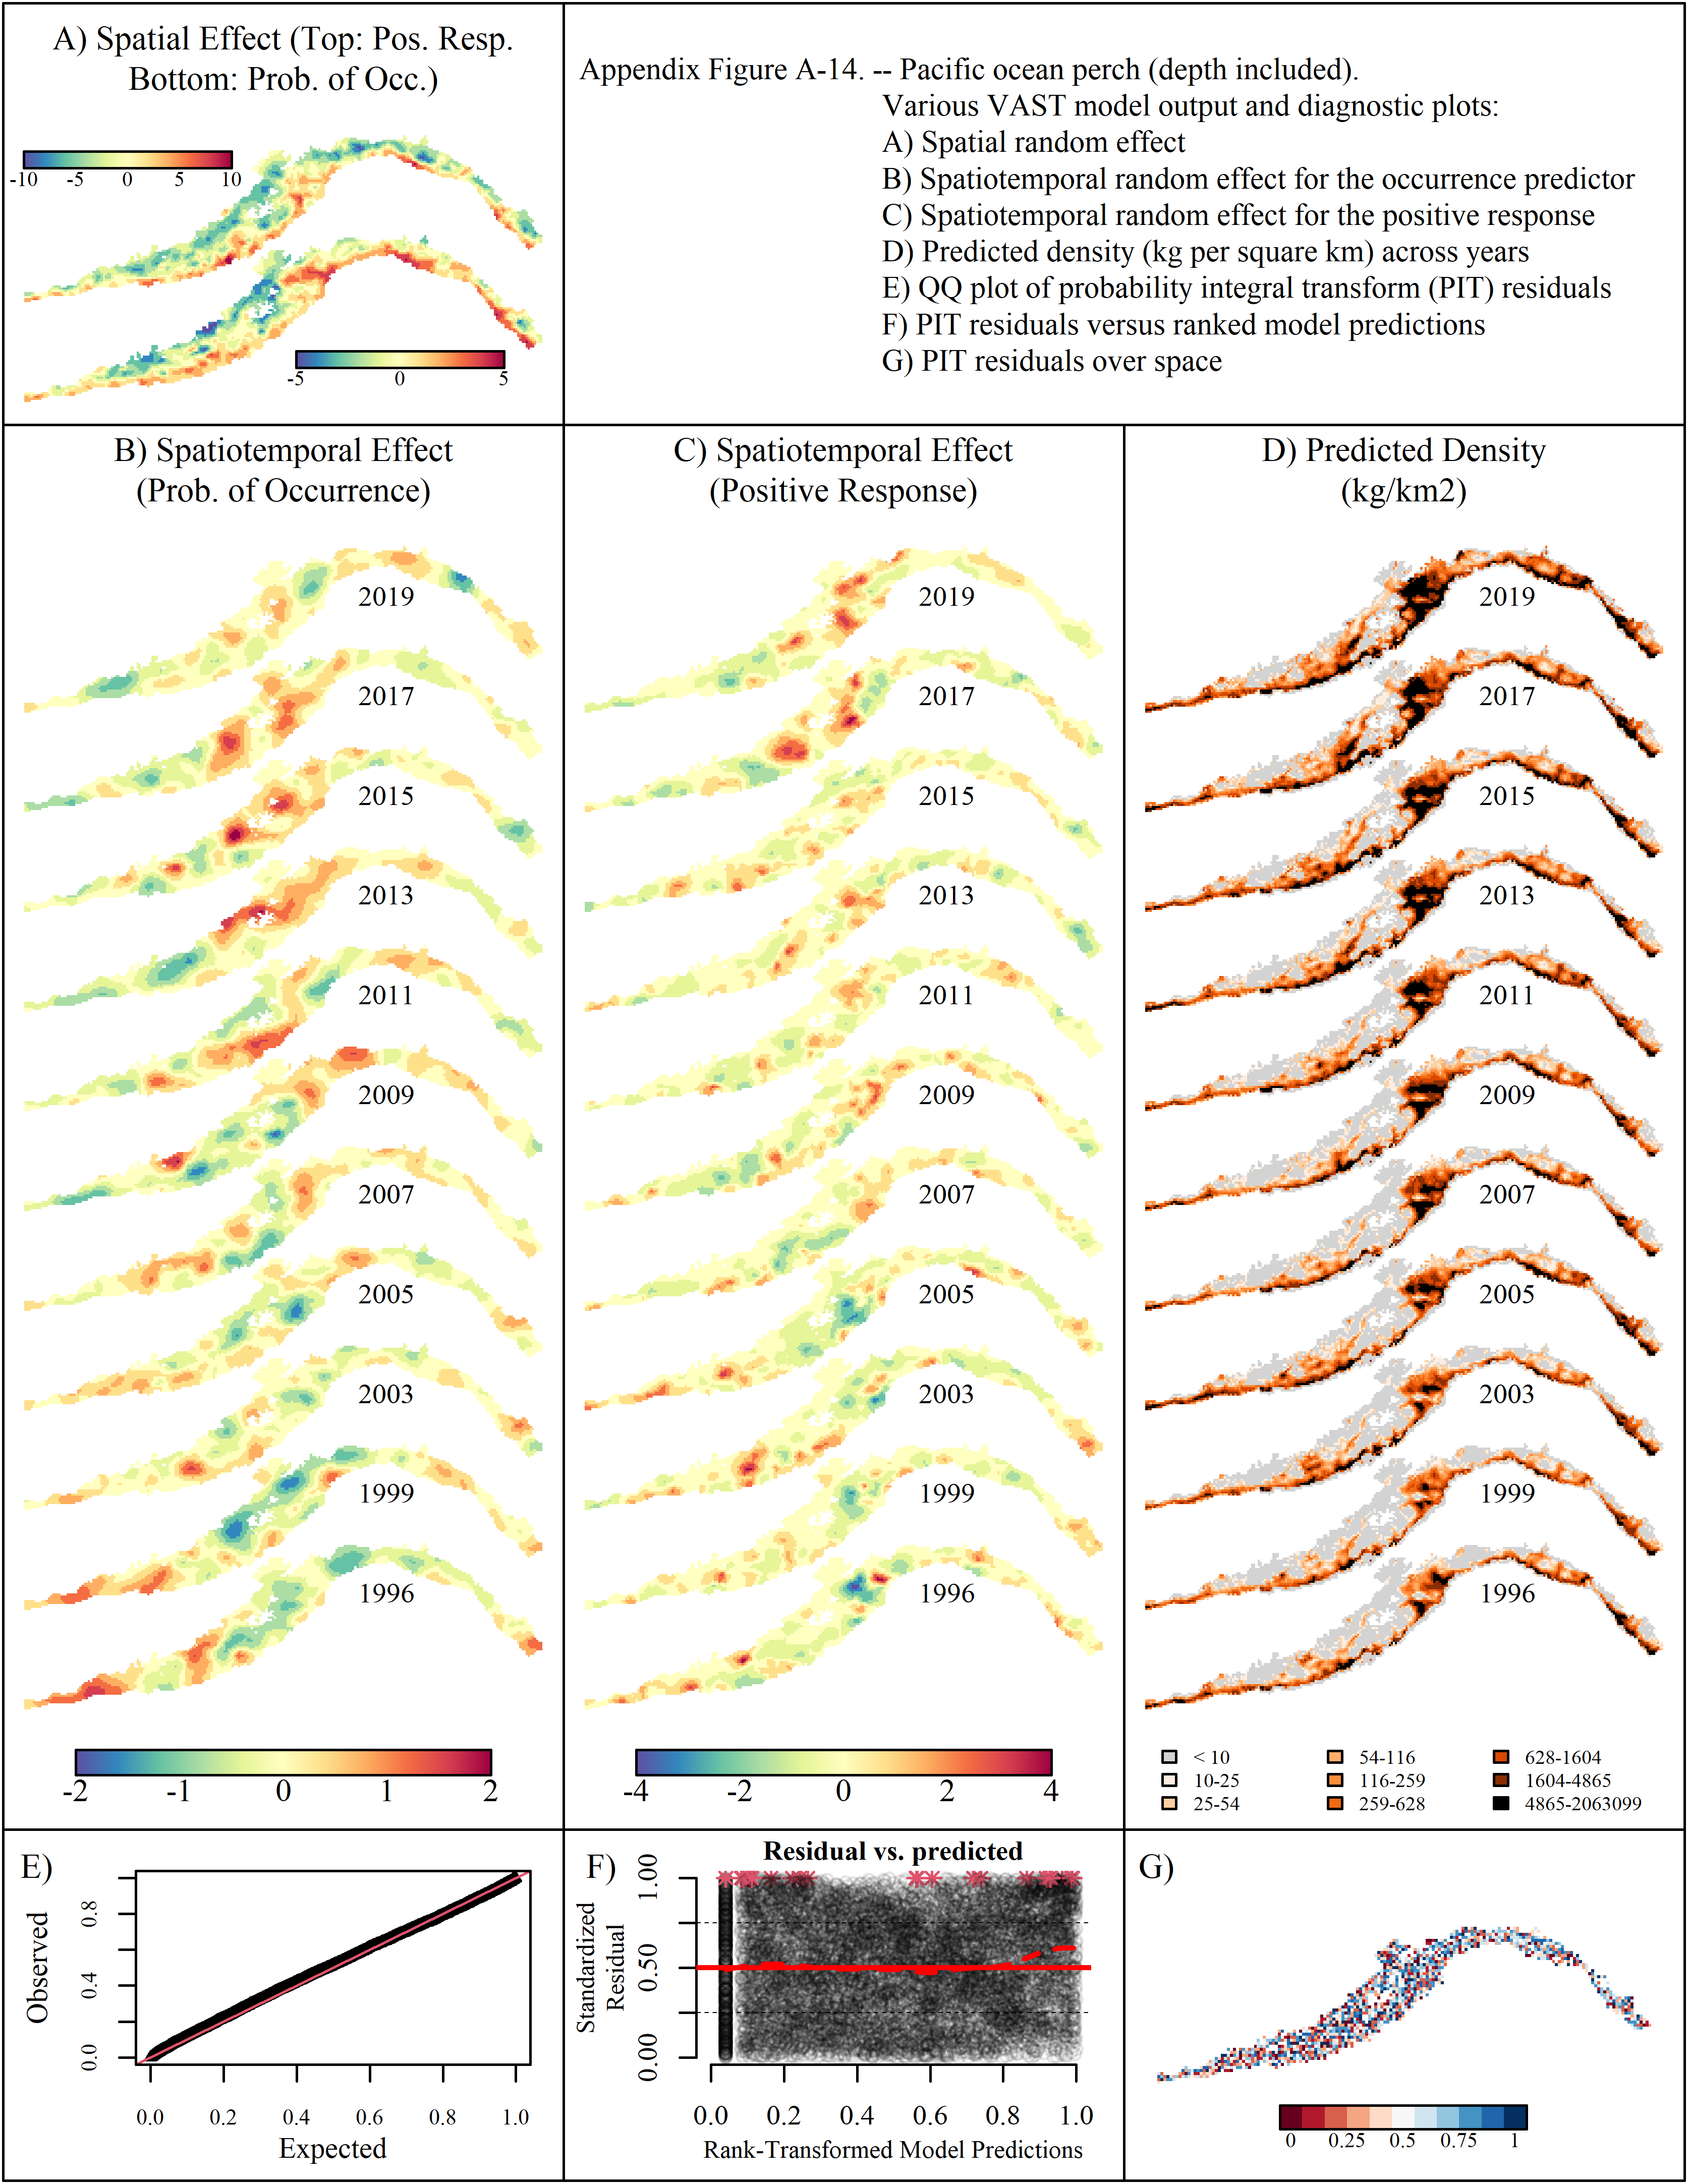 A) Spatial Effect (Top: Pos. Resp.
Bottom: Prob. of Occ.)
-10 -5 0 5 10
-5 0 5
Appendix Figure A-14. -- Pacific ocean perch (depth included).
Various VAST model output and diagnostic plots:
A) Spatial random effect
B) Spatiotemporal random effect for the occurrence predictor
C) Spatiotemporal random effect for the positive response
D) Predicted density (kg per square km) across years
E) QQ plot of probability integral transform (PIT) residuals
F) PIT residuals versus ranked model predictions
G) PIT residuals over space
B) Spatiotemporal Effect
(Prob. of Occurrence)
2019
2017
2015
2013
2011
2009
2007
2005
2003
1999
1996
-2 -1 0 1 2
C) Spatiotemporal Effect
(Positive Response)
2019
2017
2015
2013
2011
2009
2007
2005
2003
1999
1996
-4 -2 0 2 4
D) Predicted Density
(kg/km2)
2019
2017
2015
2013
2011
2009
2007
2005
2003
1999
1996
< 10 54-116 628-1604
10-25 116-259 1604-4865
25-54 259-628 4865-2063099
E)
Observed
0.8
0.4
0.0
0.0 0.2 0.4 0.6 0.8 1.0
Expected
F)
Residual vs. predicted
Standardized
Residual
1.00
0.50
0.00
0.0 0.2 0.4 0.6 0.8 1.0
Rank-Transformed Model Predictions
G)
0 0.25 0.5 0.75 1